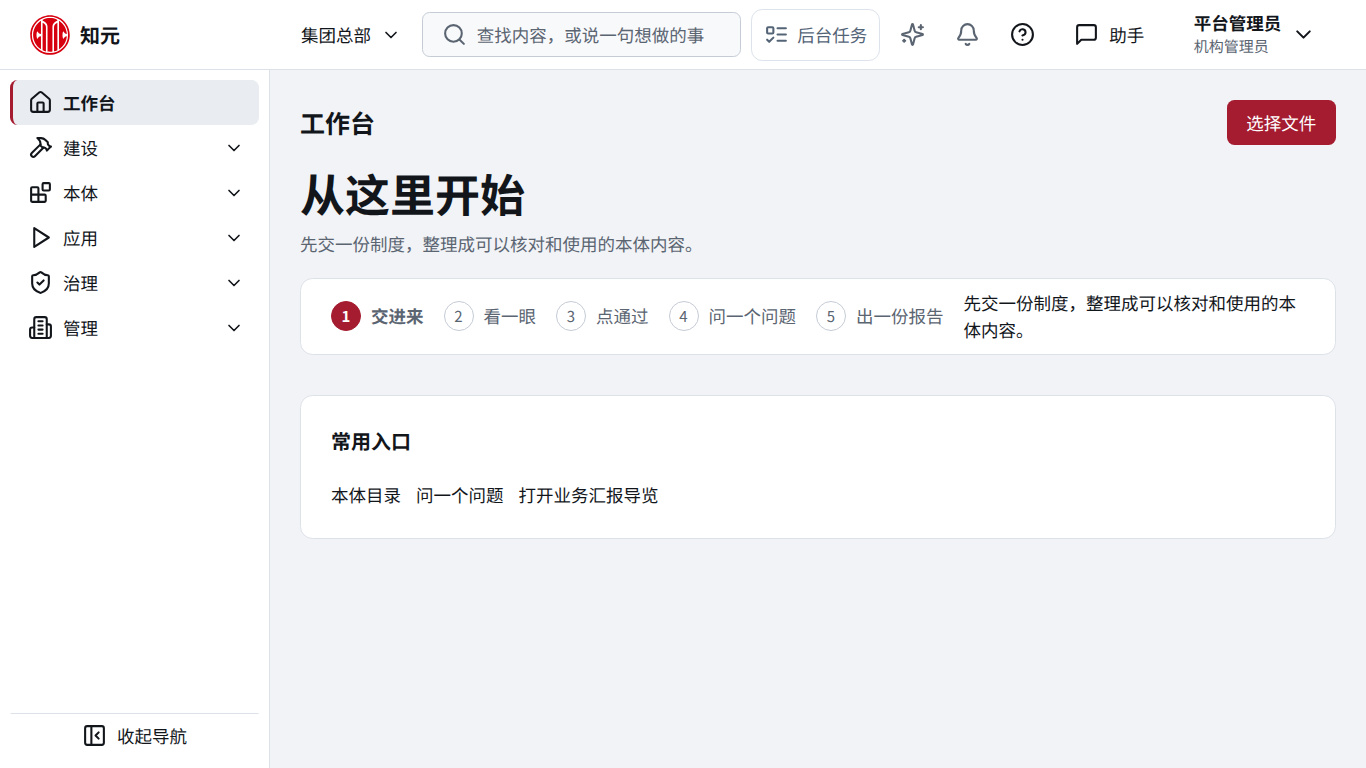 知元
集团总部
查找内容，或说一句想做的事
后台任务
助手
平台管理员
机构管理员
工作台
建设
本体
应用
治理
管理
收起导航
工作台
选择文件
从这里开始
先交一份制度，整理成可以核对和使用的本体内容。
1 交进来 2 看一眼 3 点通过 4 问一个问题 5 出一份报告
先交一份制度，整理成可以核对和使用的本
体内容。
常用入口
本体目录 问一个问题 打开业务汇报导览